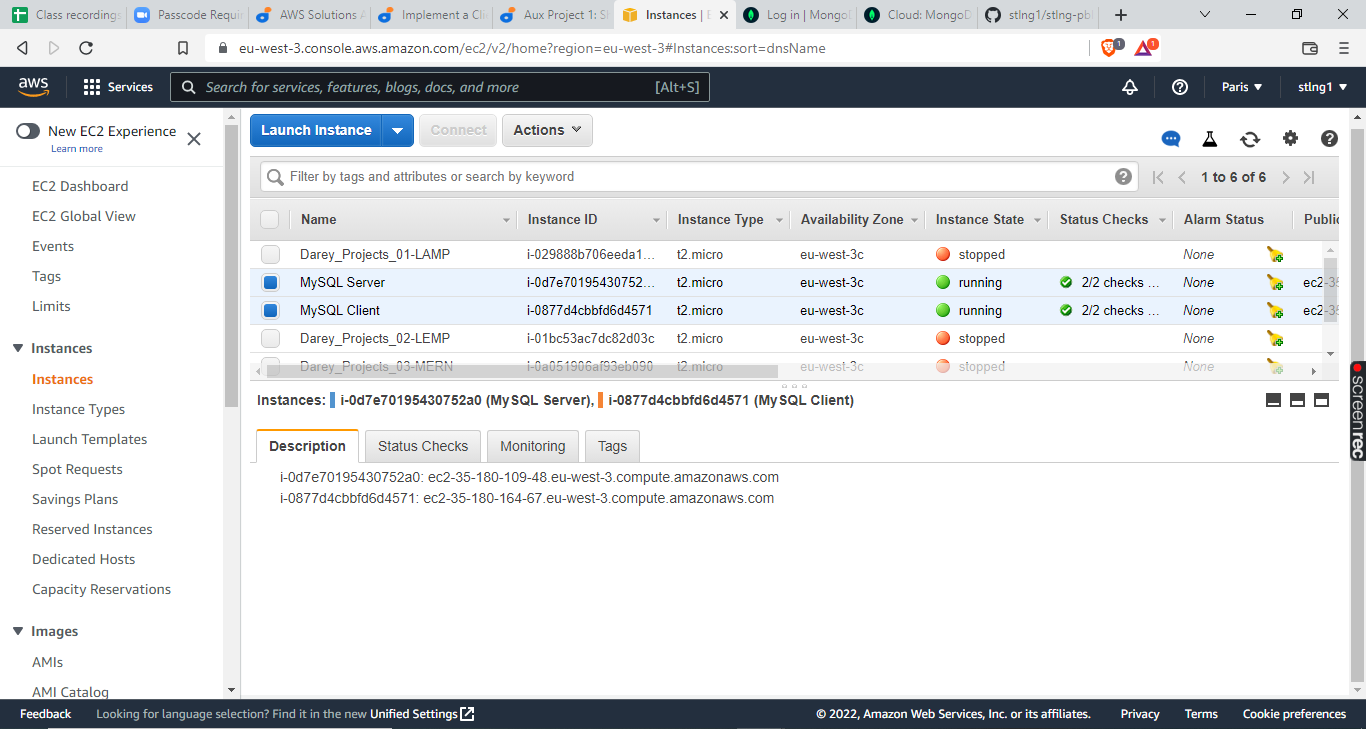 Class recordings
Passcode Requi
AWS Solutions A
Implement a Cli
Aux Project 1: Sh
Instances | E
Log in | MongoD
Cloud: MongoD
stlng1/stlng-pbl
eu-west-3.console.aws.amazon.com/ec2/v2/home?region=eu-west-3#Instances:sort=dnsName
1
1
aws
Services
Search for services, features, blogs, docs, and more
[Alt+S]
Paris
stlng1
New EC2 Experience
Learn more
EC2 Dashboard
EC2 Global View
Events
Tags
Limits
Instances
Instances
Instance Types
Launch Templates
Spot Requests
Savings Plans
Reserved Instances
Dedicated Hosts
Capacity Reservations
Images
AMIs
AMI Catalog
Launch Instance
Connect
Actions
Filter by tags and attributes or search by keyword
1 to 6 of 6
Name Instance ID Instance Type Availability Zone Instance State Status Checks Alarm Status Public
Darey_Projects_01-LAMP i-029888b706eeda1... t2.micro eu-west-3c stopped None
MySQL Server i-0d7e70195430752... t2.micro eu-west-3c running 2/2 checks ... None ec2-35
MySQL Client i-0877d4cbbfd6d4571 t2.micro eu-west-3c running 2/2 checks ... None ec2-35
Darey_Projects_02-LEMP i-01bc53ac7dc82d03c t2.micro eu-west-3c stopped None
Darey_Projects_03-MERN i-0a051906af93eb090 t2.micro eu-west-3c stopped None
Instances: i-0d7e70195430752a0 (MySQL Server), i-0877d4cbbfd6d4571 (MySQL Client)
Description Status Checks Monitoring Tags
i-0d7e70195430752a0: ec2-35-180-109-48.eu-west-3.compute.amazonaws.com
i-0877d4cbbfd6d4571: ec2-35-180-164-67.eu-west-3.compute.amazonaws.com
screenrec
Feedback
Looking for language selection? Find it in the new Unified Settings
© 2022, Amazon Web Services, Inc. or its affiliates.
Privacy
Terms
Cookie preferences